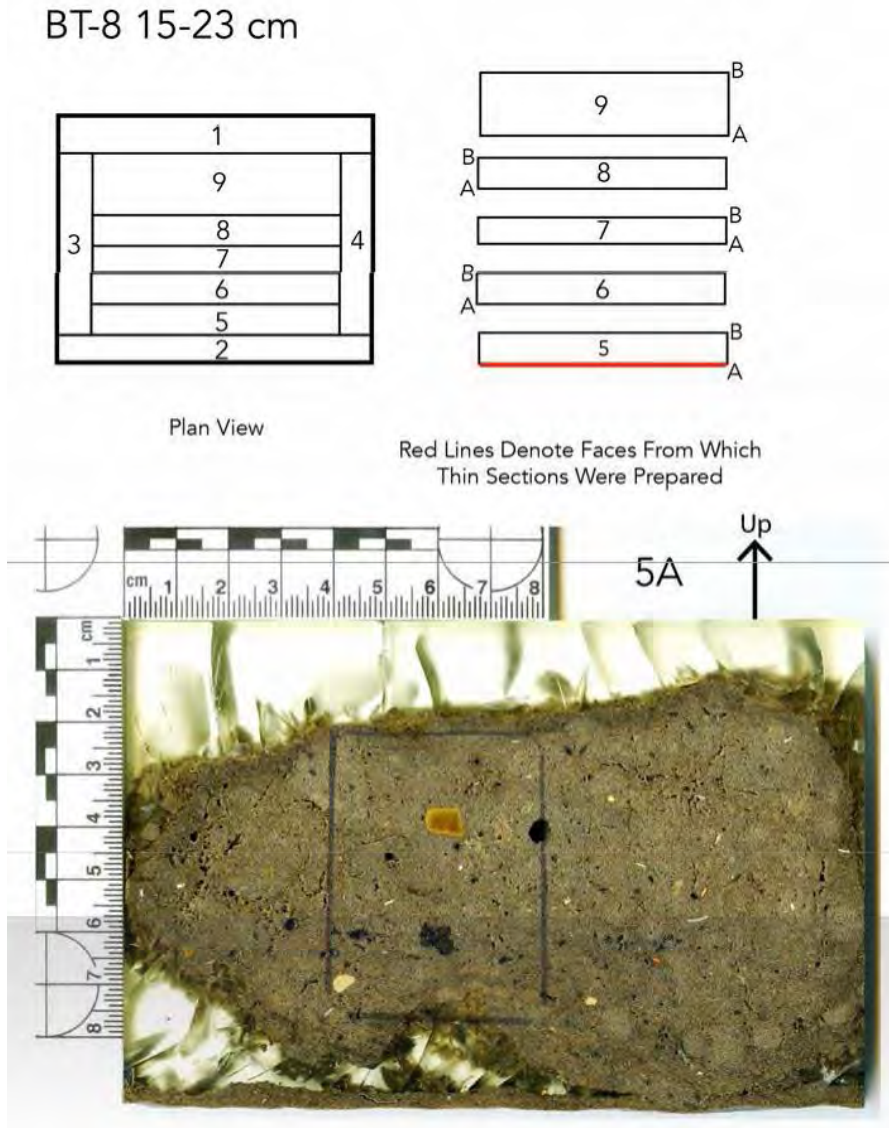 BT-8 15-23 cm
1
9
3
8
4
7
6
5
2
B
9
A
B
8
A
B
7
A
B
6
A
B
5
A
Plan View
Red Lines Denote Faces From Which
Thin Sections Were Prepared
Up
5A
cm 1 2 3 4 5 6 7 8
cm
1
2
3
4
5
6
7
8